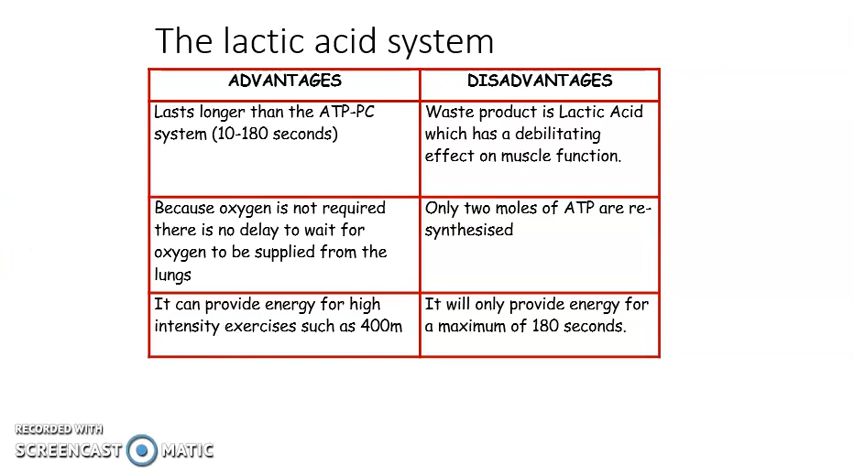 The lactic acid system
ADVANTAGES
DISADVANTAGES
Lasts longer than the ATP-PC
system (10-180 seconds)
Waste product is Lactic Acid
which has a debilitating
effect on muscle function.
Because oxygen is not required
there is no delay to wait for
oxygen to be supplied from the
lungs
Only two moles of ATP are re-
synthesised
It can provide energy for high
intensity exercises such as 400m
It will only provide energy for
a maximum of 180 seconds.
RECORDED WITH
SCREENCAST MATIC